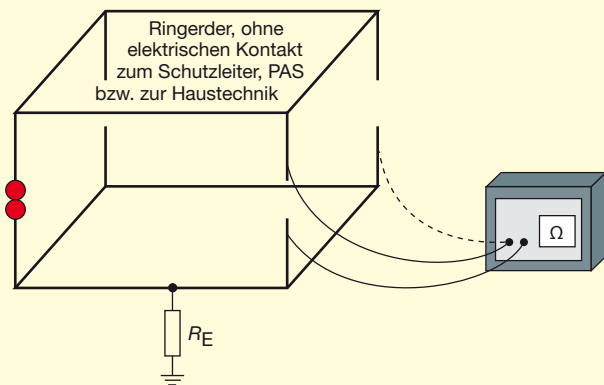 Ringerder, ohne
elektrischen Kontakt
zum Schutzleiter, PAS
bzw. zur Haustechnik
Ω
RE